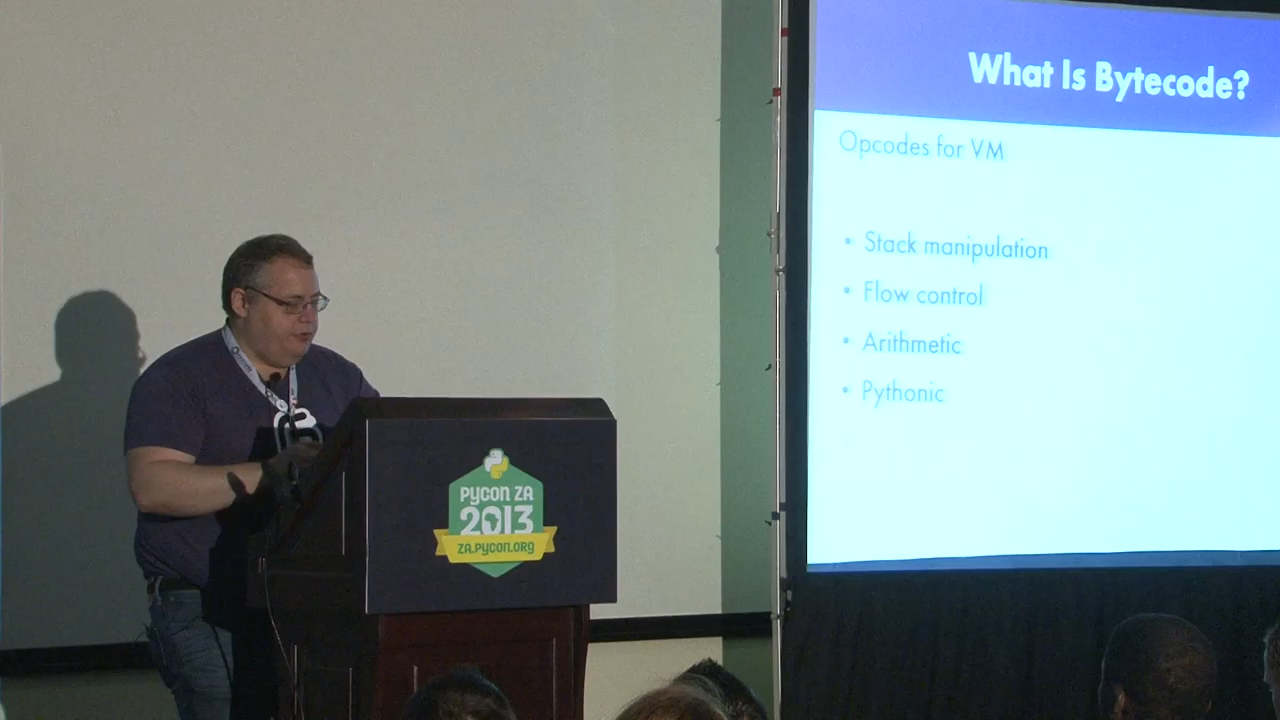 What Is Bytecode?
Opcodes for VM
• Stack manipulation
• Flow control
• Arithmetic
• Pythonic
PYCON ZA
2013
ZA.PYCON.ORG